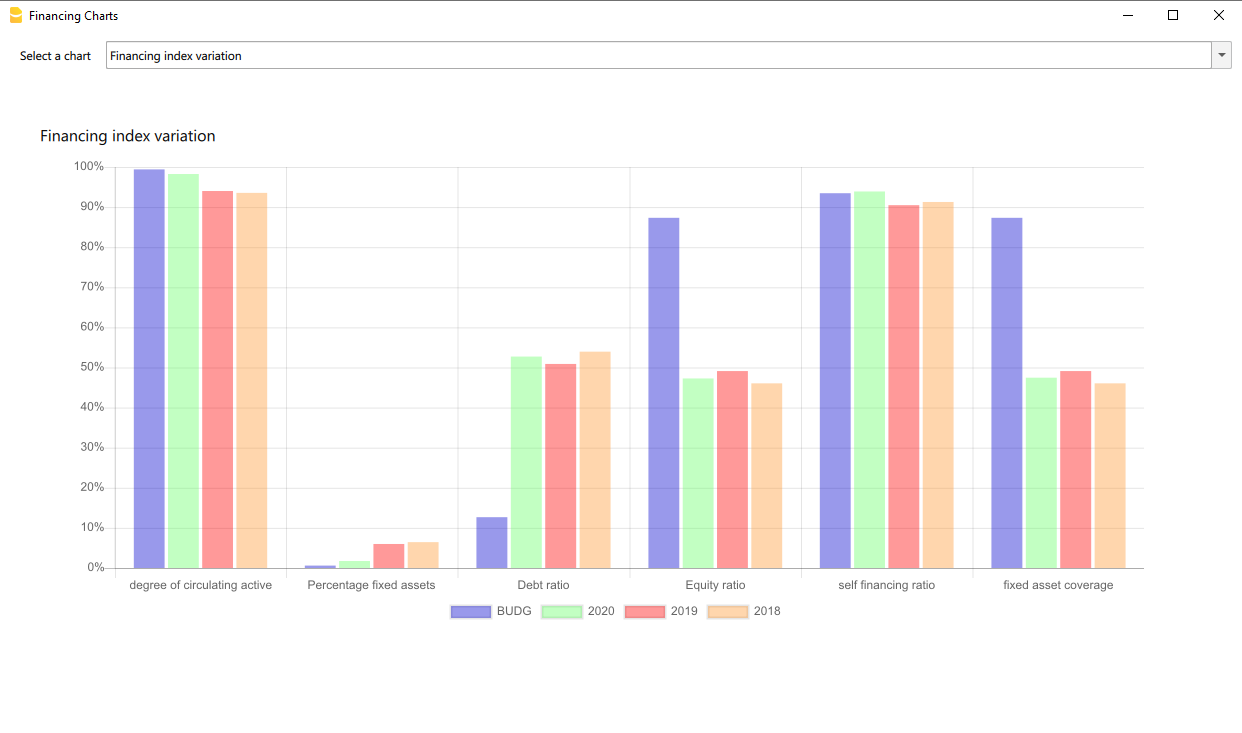 Financing Charts
Select a chart Financing index variation
Financing index variation
100%
90%
80%
70%
60%
50%
40%
30%
20%
10%
0%
degree of circulating active Percentage fixed assets Debt ratio Equity ratio self financing ratio fixed asset coverage
BUDG 2020 2019 2018